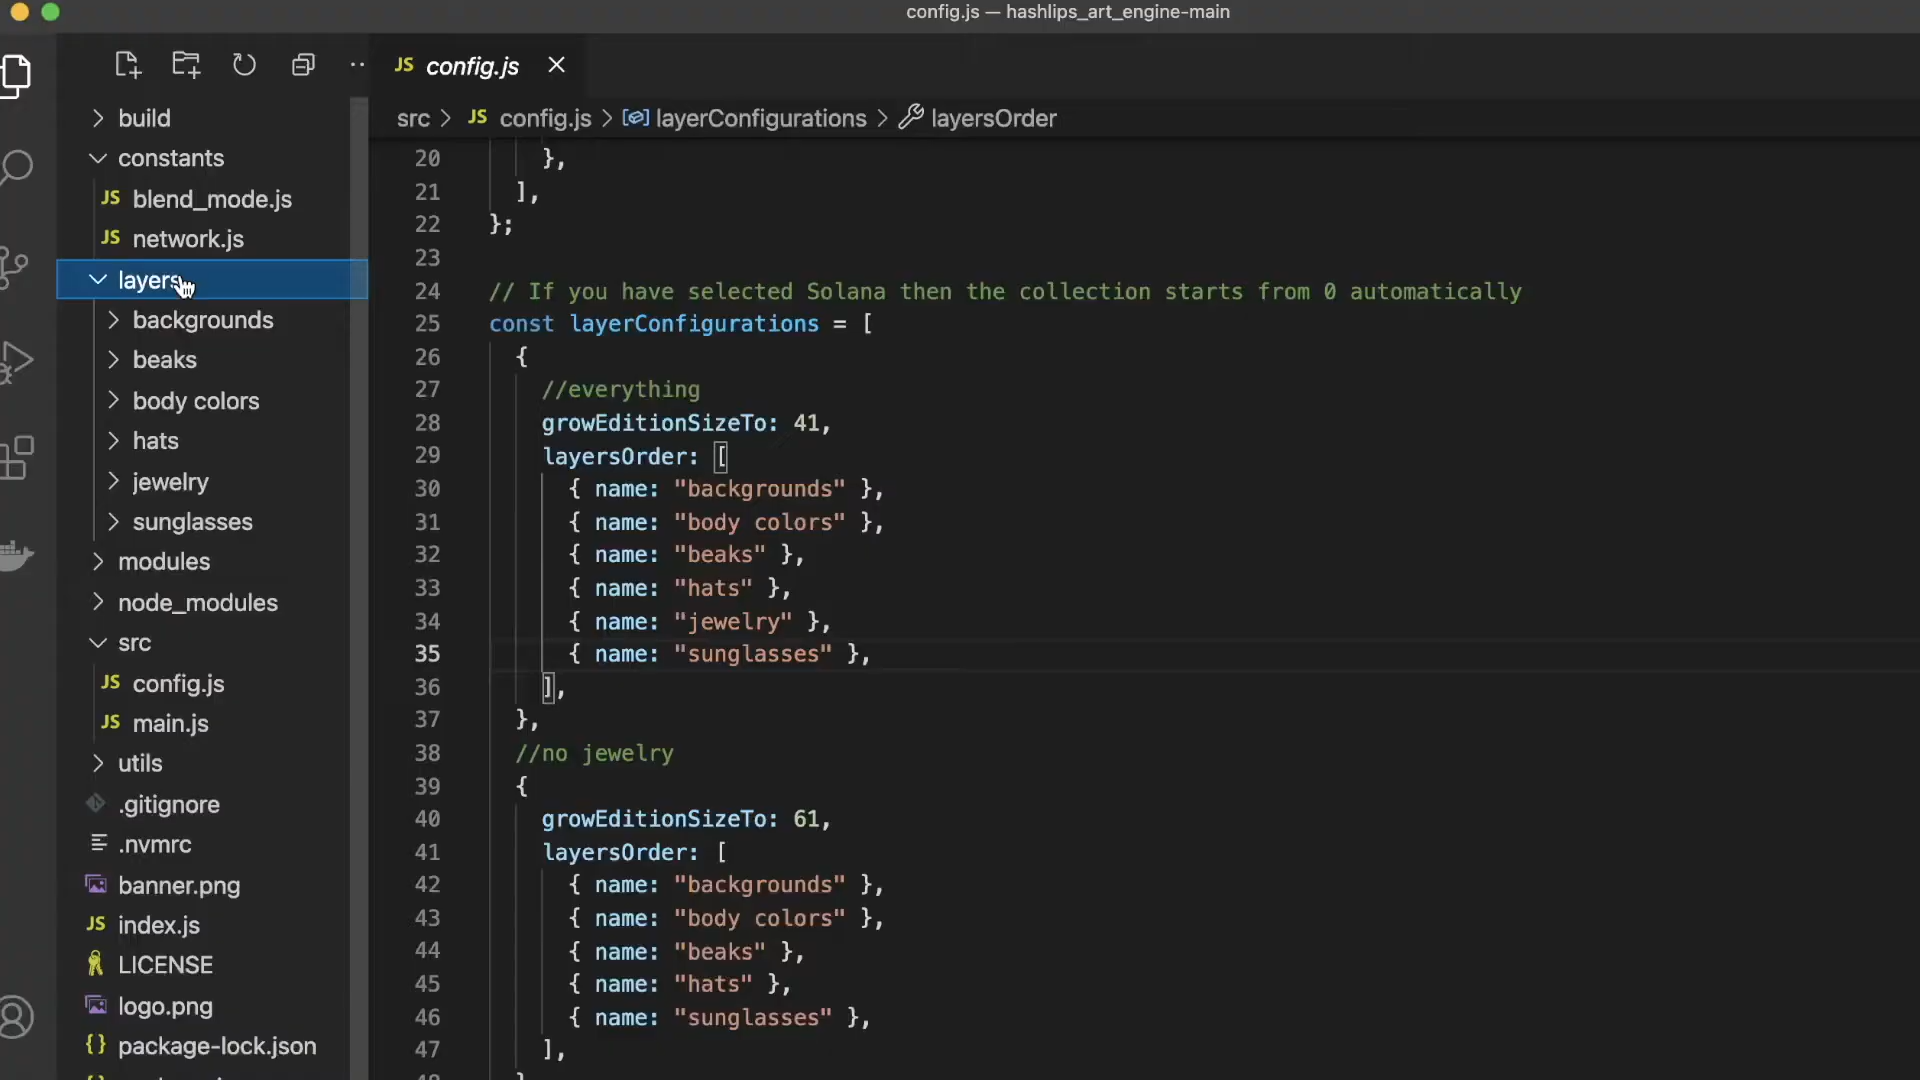 config.js — hashlips_art_engine-main
JS config.js
src > JS config.js > layerConfigurations > layersOrder
build
constants
JS blend_mode.js
JS network.js
layers
backgrounds
beaks
body colors
hats
jewelry
sunglasses
modules
node_modules
src
JS config.js
JS main.js
utils
.gitignore
.nvmrc
banner.png
JS index.js
LICENSE
logo.png
{} package-lock.json
20 },
21 ],
22 };
23
24 // If you have selected Solana then the collection starts from 0 automatically
25 const layerConfigurations = [
26 {
27 //everything
28 growEditionSizeTo: 41,
29 layersOrder: [
30 { name: "backgrounds" },
31 { name: "body colors" },
32 { name: "beaks" },
33 { name: "hats" },
34 { name: "jewelry" },
35 { name: "sunglasses" },
36 ],
37 },
38 //no jewelry
39 {
40 growEditionSizeTo: 61,
41 layersOrder: [
42 { name: "backgrounds" },
43 { name: "body colors" },
44 { name: "beaks" },
45 { name: "hats" },
46 { name: "sunglasses" },
47 ],